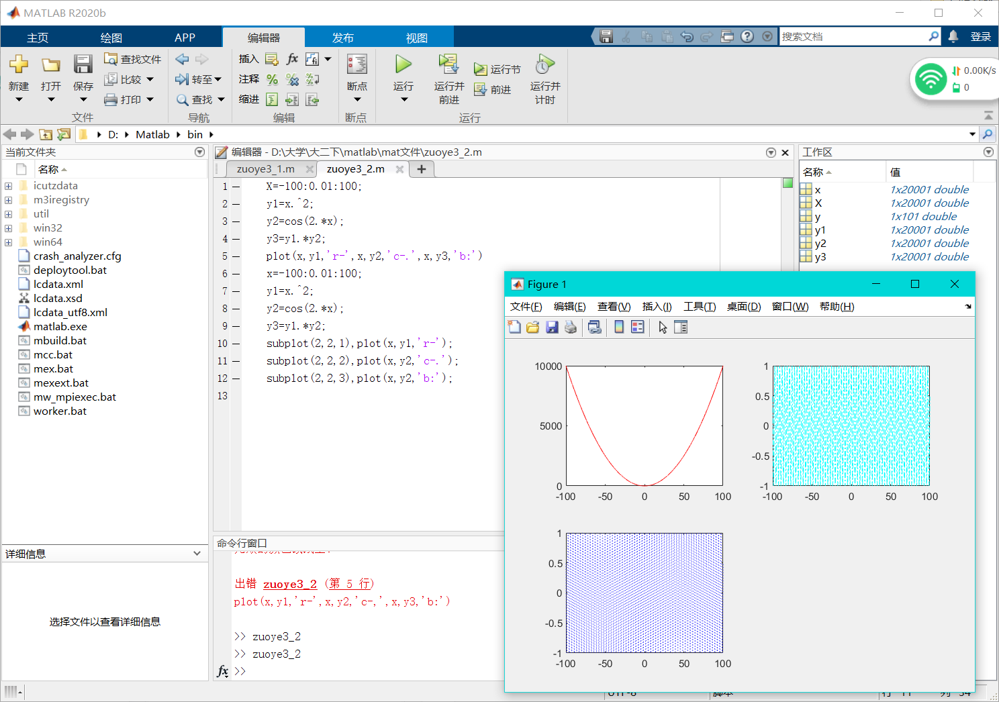 MATLAB R2020b
主页 绘图 APP 编辑器 发布 视图 搜索文档 登录
新建 打开 保存 查找文件 比较 打印 转至 查找 插入 fx 注释 缩进 断点 运行 运行并前进 运行节 前进 运行并计时
0.00K/s
0
文件 导航 编辑 断点 运行
D: Matlab bin
当前文件夹
名称
icutzdata
m3iregistry
util
win32
win64
crash_analyzer.cfg
deploytool.bat
lcdata.xml
lcdata.xsd
lcdata_utf8.xml
matlab.exe
mbuild.bat
mcc.bat
mex.bat
mexext.bat
mw_mpiexec.bat
worker.bat
详细信息
选择文件以查看详细信息
编辑器 - D:\大学\大二下\matlab\mat文件\zuoye3_2.m
zuoye3_1.m zuoye3_2.m
1 X=-100:0.01:100;
2 y1=x.^2;
3 y2=cos(2.*x);
4 y3=y1.*y2;
5 plot(x,y1,'r-',x,y2,'c-.',x,y3,'b:')
6 x=-100:0.01:100;
7 y1=x.^2;
8 y2=cos(2.*x);
9 y3=y1.*y2;
10 subplot(2,2,1),plot(x,y1,'r-');
11 subplot(2,2,2),plot(x,y2,'c-.');
12 subplot(2,2,3),plot(x,y2,'b:');
13
命令行窗口
出错 zuoye3_2 (第 5 行)
plot(x,y1,'r-',x,y2,'c-,',x,y3,'b:')
>> zuoye3_2
>> zuoye3_2
fx >>
工作区
名称 值
x 1x20001 double
X 1x20001 double
y 1x101 double
y1 1x20001 double
y2 1x20001 double
y3 1x20001 double
Figure 1
文件(F) 编辑(E) 查看(V) 插入(I) 工具(T) 桌面(D) 窗口(W) 帮助(H)
10000
5000
0
-100 -50 0 50 100
1
0.5
0
-0.5
-1
-100 -50 0 50 100
1
0.5
0
-0.5
-1
-100 -50 0 50 100
UTF-8 脚本 行 11 列 34